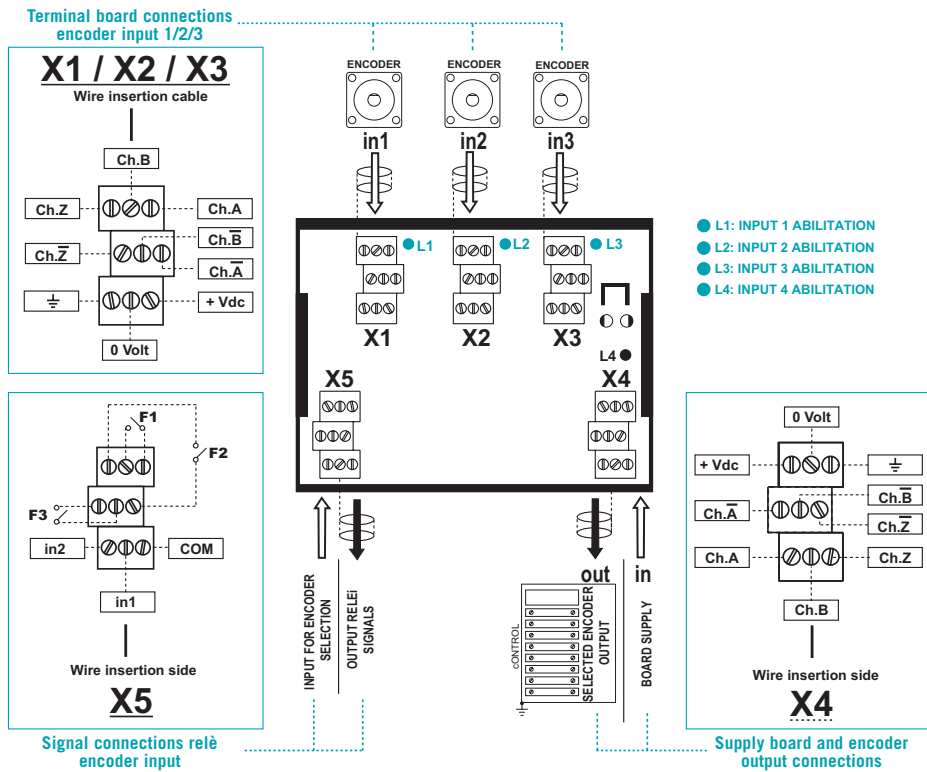 Terminal board connections
encoder input 1/2/3
X1 / X2 / X3
Wire insertion cable
Ch.B
Ch.Z
Ch.A
Ch.B̅
Ch.Z̅
Ch.A̅
+ Vdc
0 Volt
ENCODER
ENCODER
ENCODER
in1
in2
in3
L1
L2
L3
X1
X2
X3
L4
X5
X4
L1: INPUT 1 ABILITATION
L2: INPUT 2 ABILITATION
L3: INPUT 3 ABILITATION
L4: INPUT 4 ABILITATION
F1
F2
F3
in2
COM
in1
Wire insertion side
X5
Signal connections relè
encoder input
INPUT FOR ENCODER
SELECTION
OUTPUT RELEi
SIGNALS
out
in
cONTROL
SELECTED ENCODER
OUTPUT
BOARD SUPPLY
0 Volt
+ Vdc
Ch.B̅
Ch.A̅
Ch.Z̅
Ch.A
Ch.Z
Ch.B
Wire insertion side
X4
Supply board and encoder
output connections